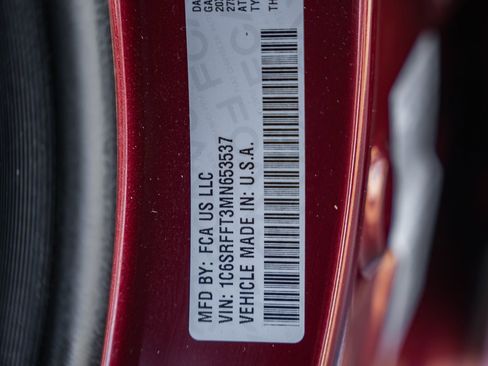 MFD BY: FCA US LLC
VIN: 1C6SRFFT3MN653537
VEHICLE MADE IN: U.S.A.